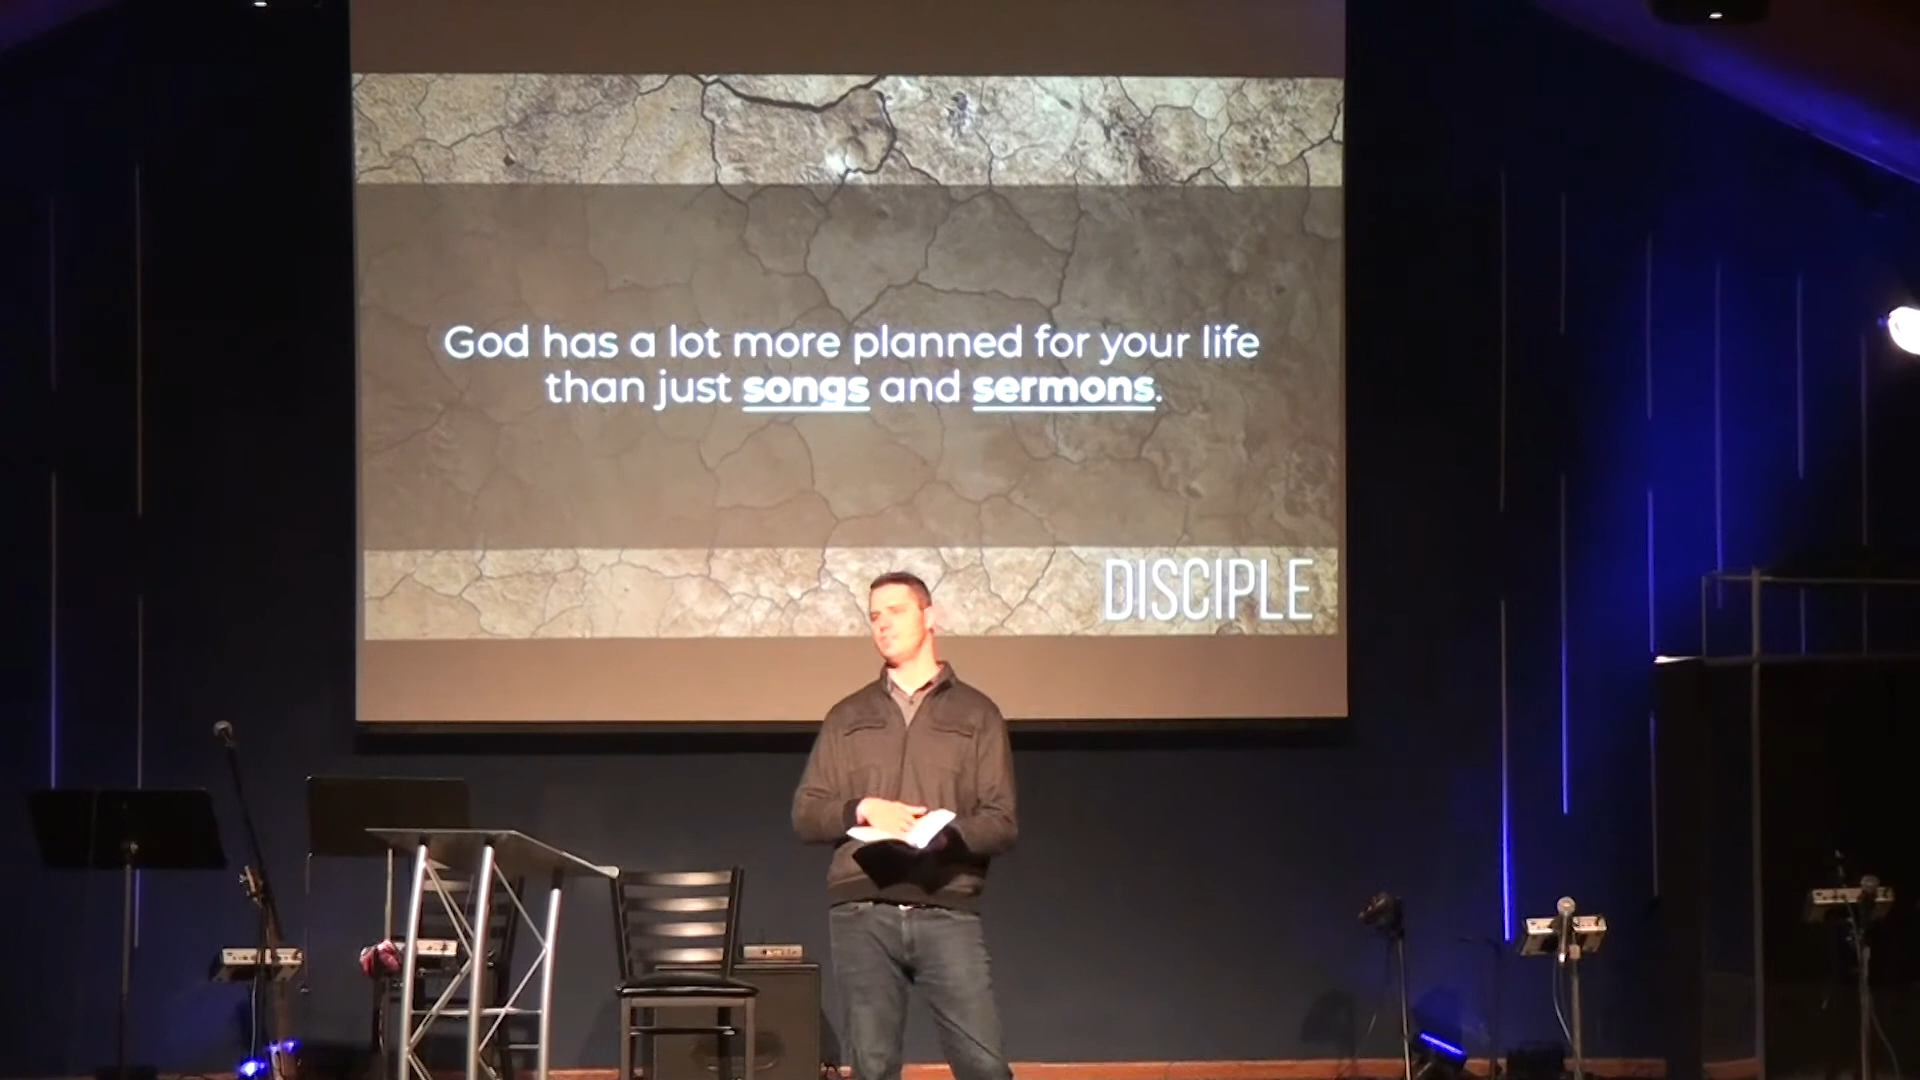 God has a lot more planned for your life
than just songs and sermons.
DISCIPLE